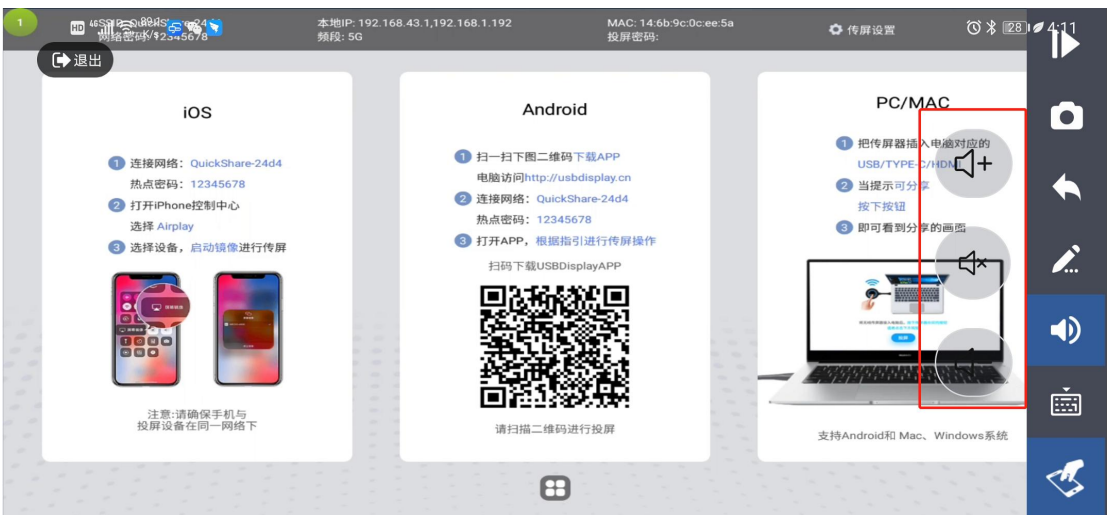 1
HD
SSID: QuickShare-24d4
网络密码: 12345678
本地IP: 192.168.43.1,192.168.1.192
频段: 5G
MAC: 14:6b:9c:0c:ee:5a
投屏密码:
传屏设置
28
4:11
退出
iOS
1 连接网络：QuickShare-24d4
热点密码：12345678
2 打开iPhone控制中心
选择 Airplay
3 选择设备，启动镜像进行传屏
注意:请确保手机与
投屏设备在同一网络下
Android
1 扫一扫下图二维码下载APP
电脑访问http://usbdisplay.cn
2 连接网络：QuickShare-24d4
热点密码：12345678
3 打开APP，根据指引进行传屏操作
扫码下载USBDisplayAPP
请扫描二维码进行投屏
PC/MAC
1 把传屏器插入电脑对应的
USB/TYPE-C/HDMI
2 当提示可分享
按下按钮
3 即可看到分享的画面
支持Android和 Mac、Windows系统